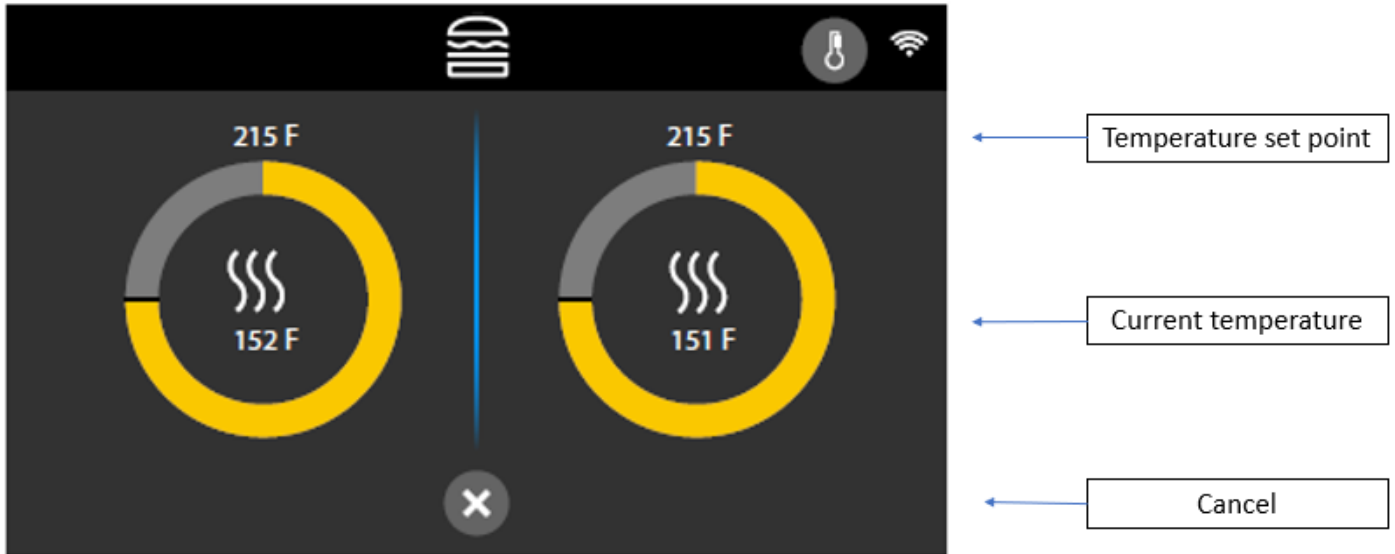 215 F
215 F
Temperature set point
152 F
151 F
Current temperature
Cancel